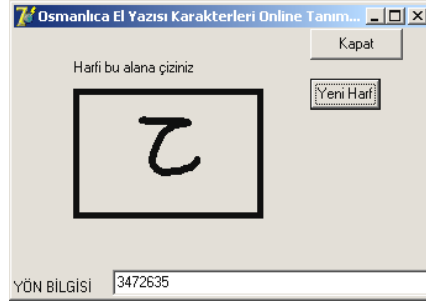 Osmanlıca El Yazısı Karakterleri Online Tanım...
Kapat
Harfi bu alana çiziniz
Yeni Harf
YÖN BİLGİSİ 3472635